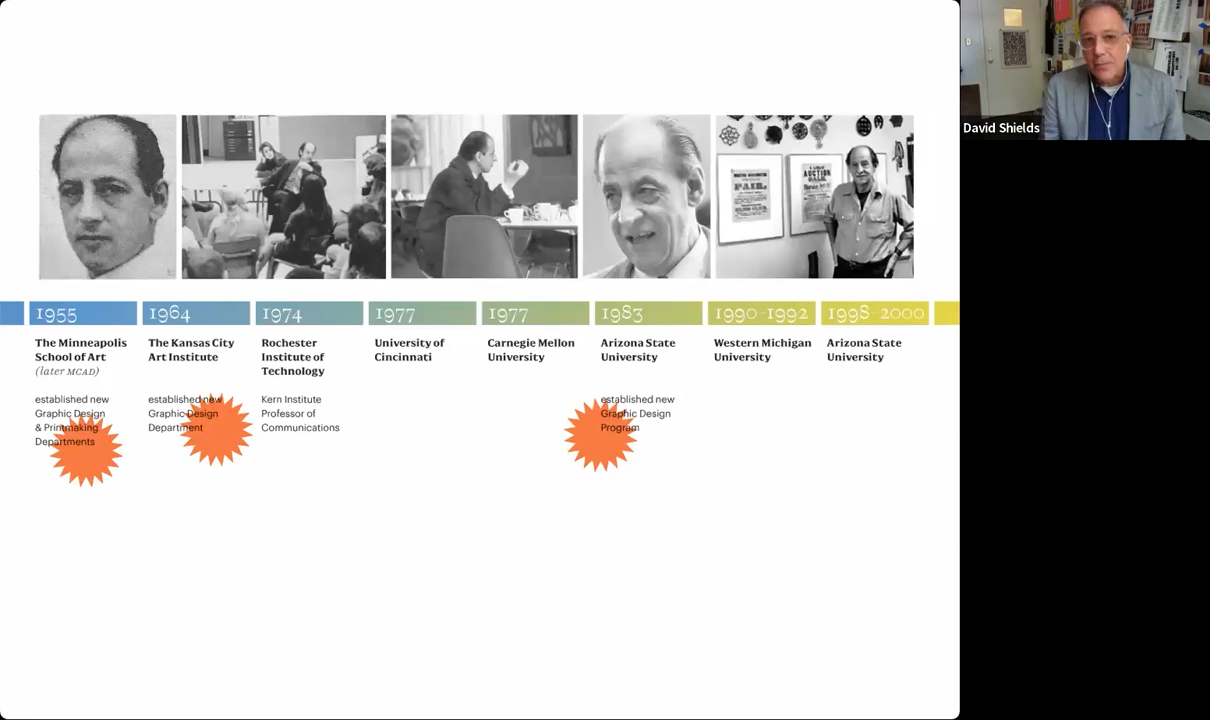 David Shields
1955
1964
1974
1977
1977
1983
1990–1992
1998–2000
The Minneapolis
School of Art
(later MCAD)
established new
Graphic Design
& Printmaking
Departments
The Kansas City
Art Institute
established new
Graphic Design
Department
Rochester
Institute of
Technology
Kern Institute
Professor of
Communications
University of
Cincinnati
Carnegie Mellon
University
Arizona State
University
established new
Graphic Design
Program
Western Michigan
University
Arizona State
University
FAIR,
AUCTION